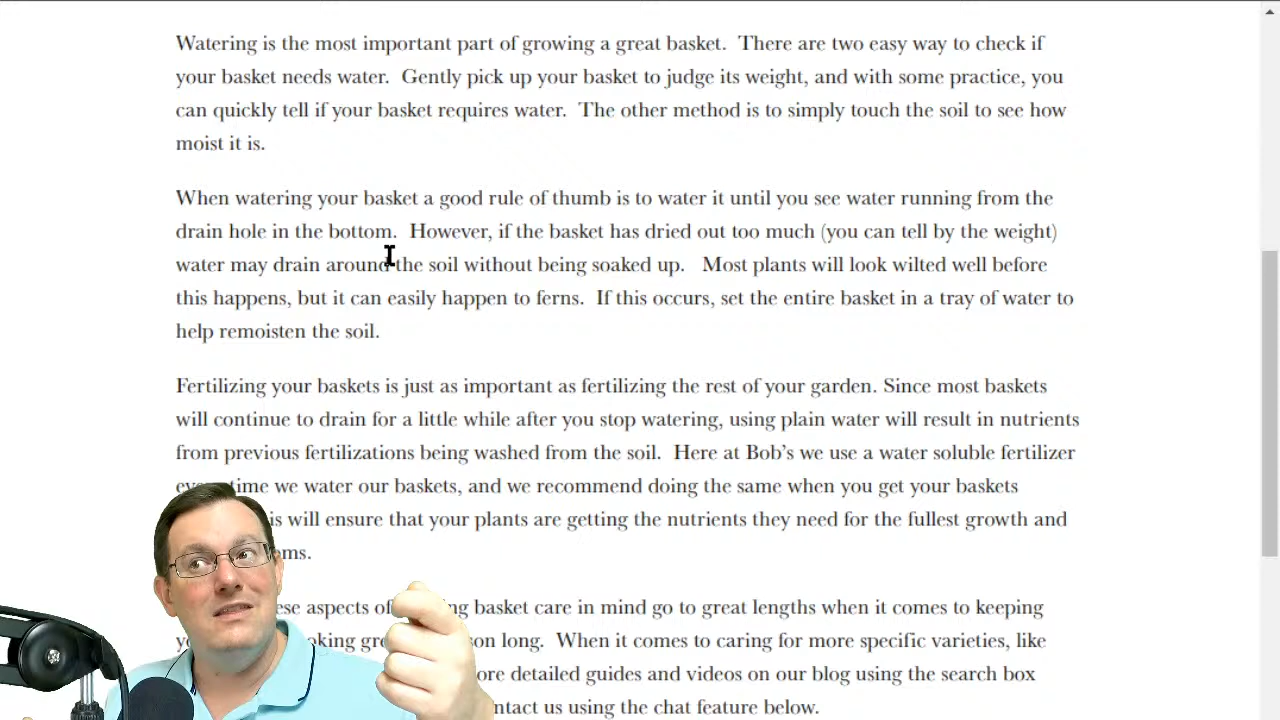 Watering is the most important part of growing a great basket.  There are two easy way to check if
your basket needs water.  Gently pick up your basket to judge its weight, and with some practice, you
can quickly tell if your basket requires water.  The other method is to simply touch the soil to see how
moist it is.
When watering your basket a good rule of thumb is to water it until you see water running from the
drain hole in the bottom.  However, if the basket has dried out too much (you can tell by the weight)
water may drain around the soil without being soaked up.   Most plants will look wilted well before
this happens, but it can easily happen to ferns.  If this occurs, set the entire basket in a tray of water to
help remoisten the soil.
Fertilizing your baskets is just as important as fertilizing the rest of your garden. Since most baskets
will continue to drain for a little while after you stop watering, using plain water will result in nutrients
from previous fertilizations being washed from the soil.  Here at Bob's we use a water soluble fertilizer
time we water our baskets, and we recommend doing the same when you get your baskets
will ensure that your plants are getting the nutrients they need for the fullest growth and
aspects of basket care in mind go to great lengths when it comes to keeping
long.  When it comes to caring for more specific varieties, like
detailed guides and videos on our blog using the search box
us using the chat feature below.